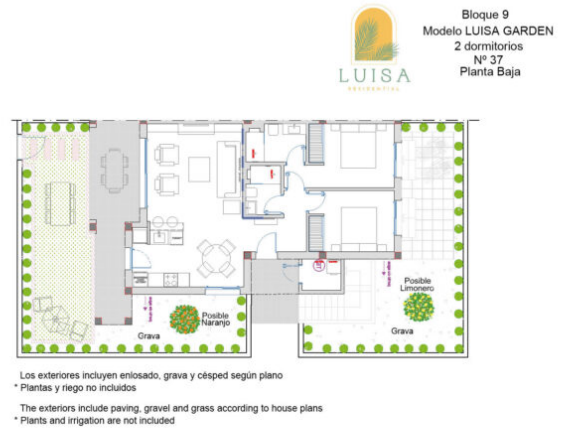 LUISA
RESIDENCIAL
Bloque 9
Modelo LUISA GARDEN
2 dormitorios
Nº 37
Planta Baja
Posible
Limonero
Grava
Posible
Naranjo
Grava
Los exteriores incluyen enlosado, grava y césped según plano
* Plantas y riego no incluidos
The exteriors include paving, gravel and grass according to house plans
* Plants and irrigation are not included